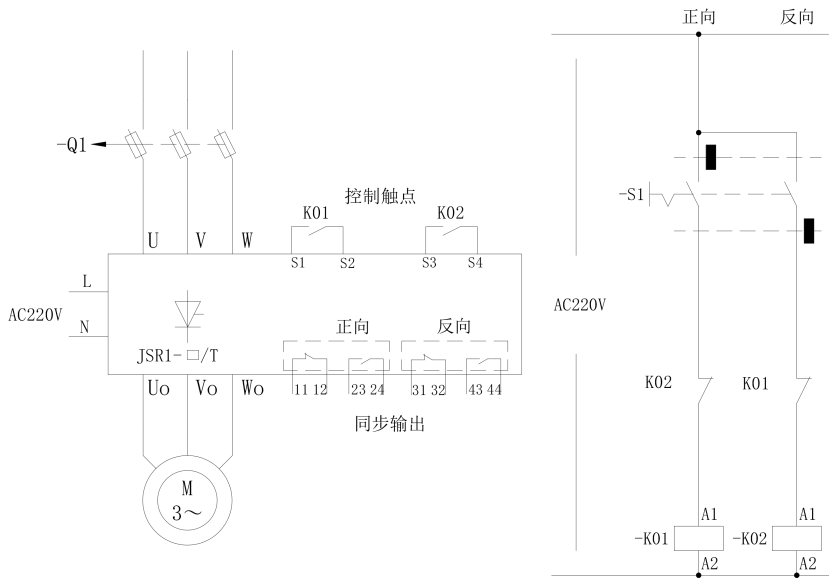 正向 反向
-Q1
控制触点
K01 K02
-S1
U V W
S1 S2 S3 S4
L
AC220V
N
AC220V
正向 反向
JSR1-□/T
11 12 23 24 31 32 43 44
Uo Vo Wo
K02 K01
同步输出
M
3～
A1 A1
-K01 -K02
A2 A2